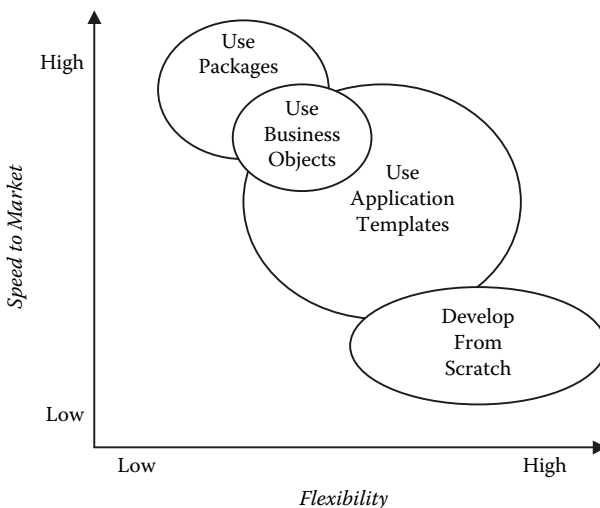 High
Use
Packages
Use
Business
Objects
Use
Application
Templates
Speed to Market
Develop
From
Scratch
Low
Low
High
Flexibility